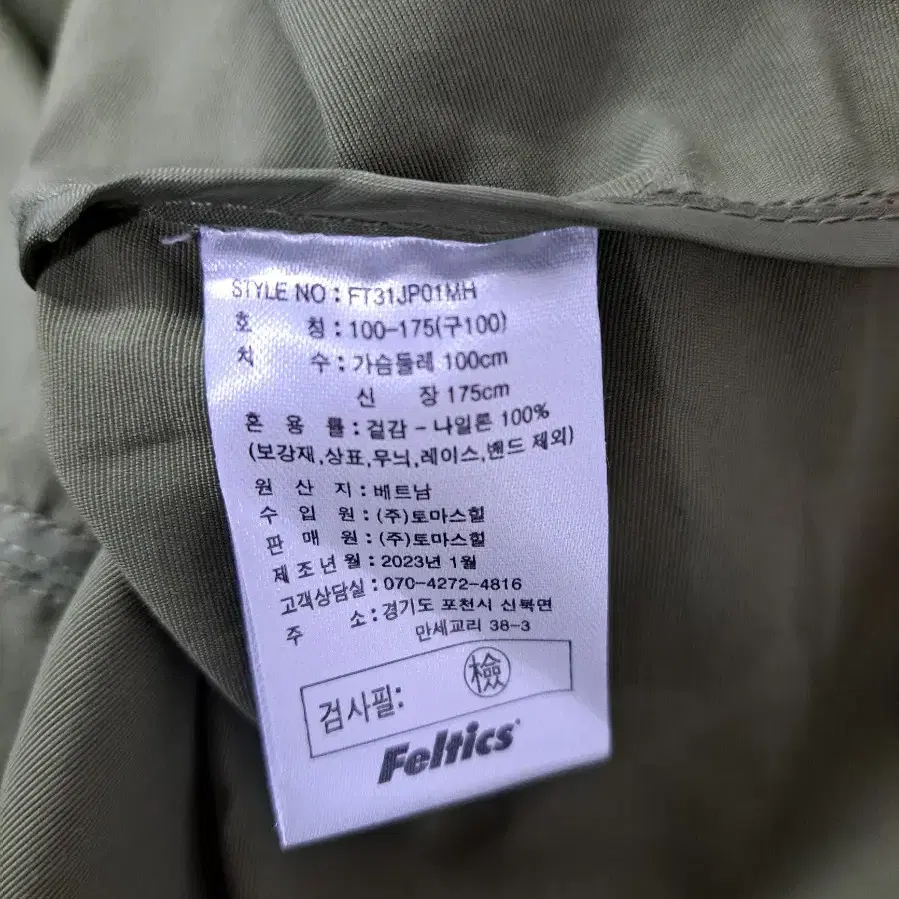 STYLE NO : FT31JP01MH
호 칭 : 100-175(구100)
치 수 : 가슴둘레 100cm
신 장 175cm
혼 용 률 : 겉감 - 나일론 100%
(보강재,상표,무늬,레이스,밴드 제외)
원 산 지 : 베트남
수 입 원 : (주)토마스힐
판 매 원 : (주)토마스힐
제 조 년 월 : 2023년 1월
고객상담실 : 070-4272-4816
주 소 : 경기도 포천시 신북면
만세교리 38-3
검사필: 檢
Feltics